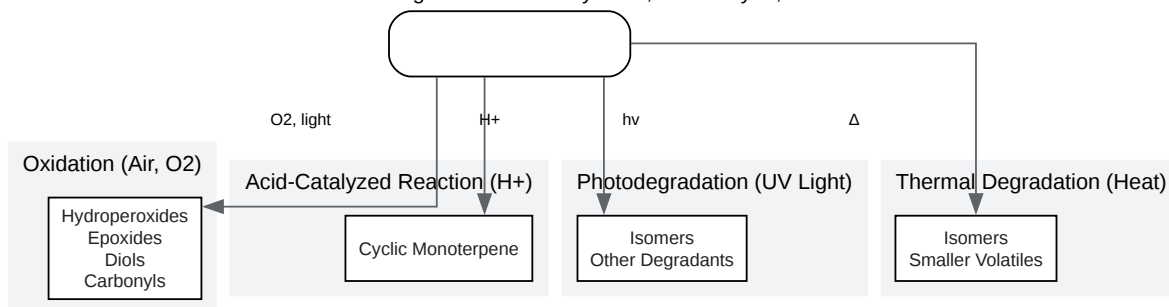 O2, light
H+
hv
Δ
Oxidation (Air, O2)
Acid-Catalyzed Reaction (H+)
Photodegradation (UV Light)
Thermal Degradation (Heat)
Hydroperoxides
Epoxides
Diols
Carbonyls
Cyclic Monoterpene
Isomers
Other Degradants
Isomers
Smaller Volatiles